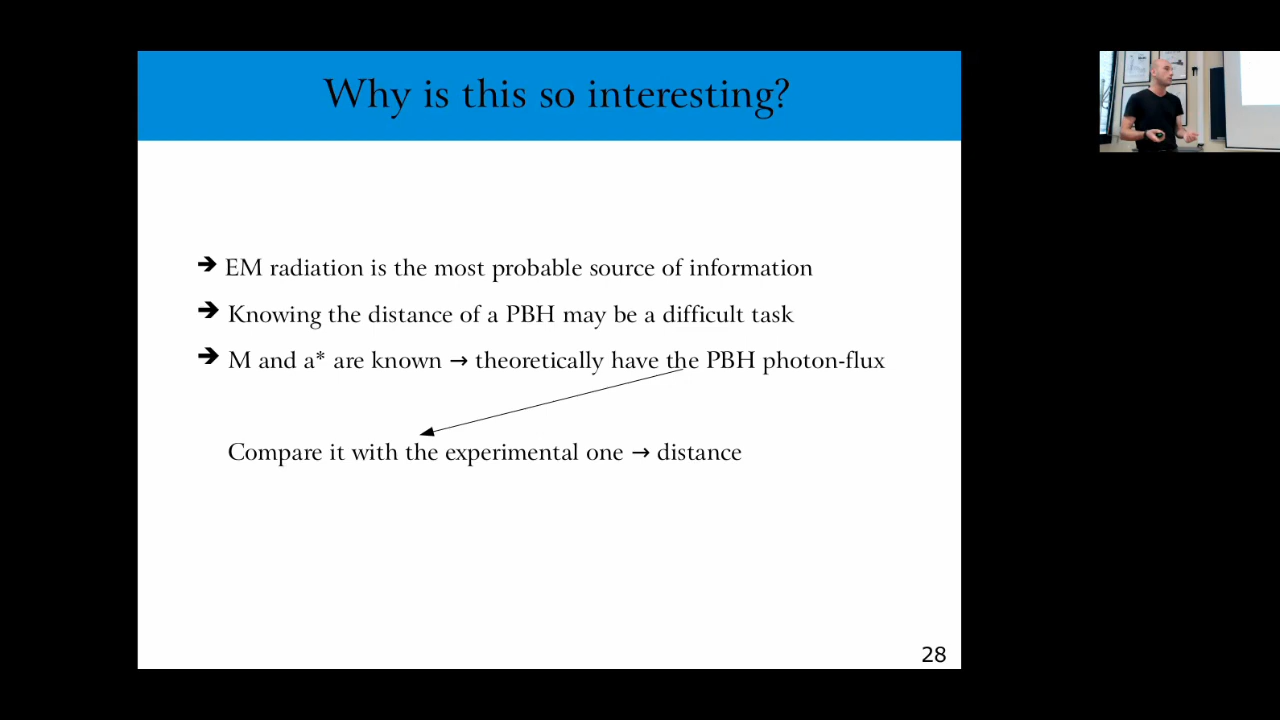 Why is this so interesting?
➔ EM radiation is the most probable source of information
➔ Knowing the distance of a PBH may be a difficult task
➔ M and a* are known → theoretically have the PBH photon-flux
Compare it with the experimental one → distance
28